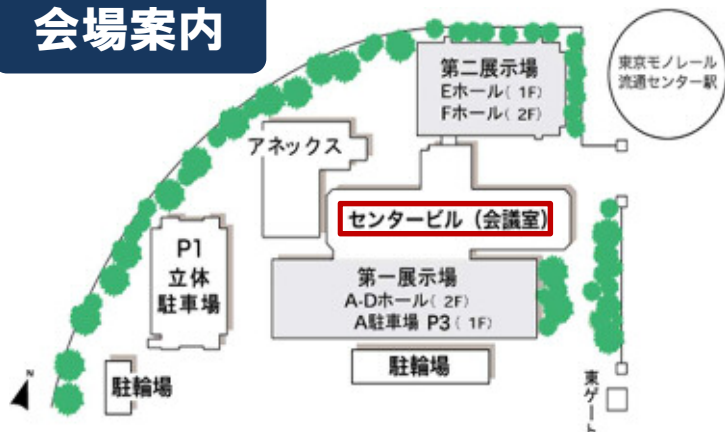 会場案内
東京モノレール
流通センター駅
第二展示場
Eホール( 1F)
Fホール( 2F)
アネックス
センタービル（会議室）
P1
立体
駐車場
第一展示場
A-Dホール( 2F)
A駐車場 P3 ( 1F)
駐輪場
駐輪場
東ゲート
N